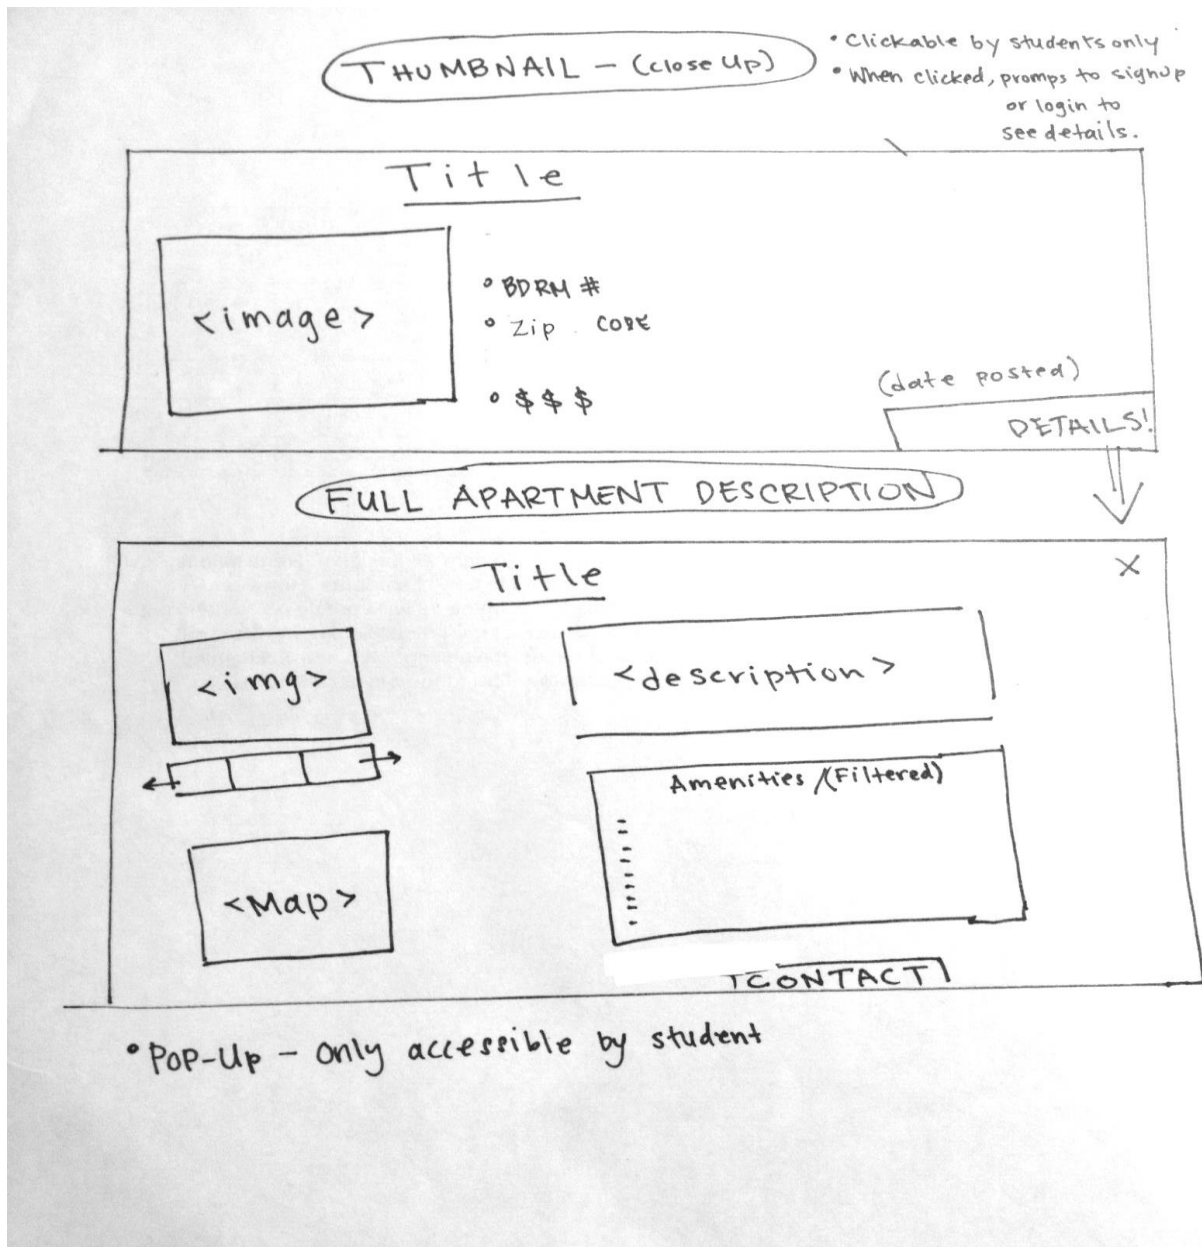 THUMBNAIL - (close Up)
• Clickable by students only
• When clicked, promps to signup
or login to
see details.
Title
<image>
• BDRM #
• Zip CODE
• $$$
(date posted)
DETAILS!
FULL APARTMENT DESCRIPTION
Title
X
<img>
<description>
Amenities /(Filtered)
<Map>
CONTACT
• Pop-Up - only accessible by student